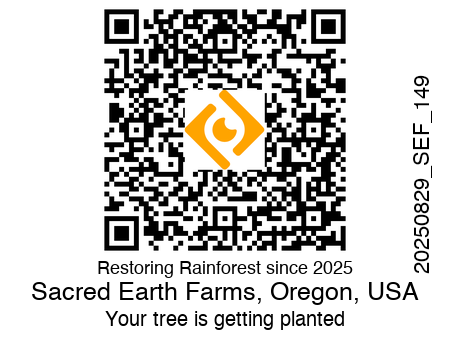 Restoring Rainforest since 2025
Sacred Earth Farms, Oregon, USA
Your tree is getting planted
20250829_SEF_149